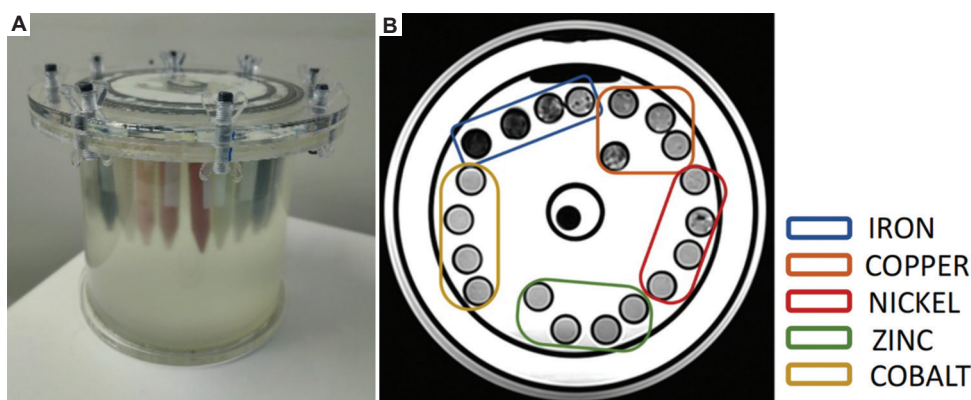 A
B
IRON
COPPER
NICKEL
ZINC
COBALT